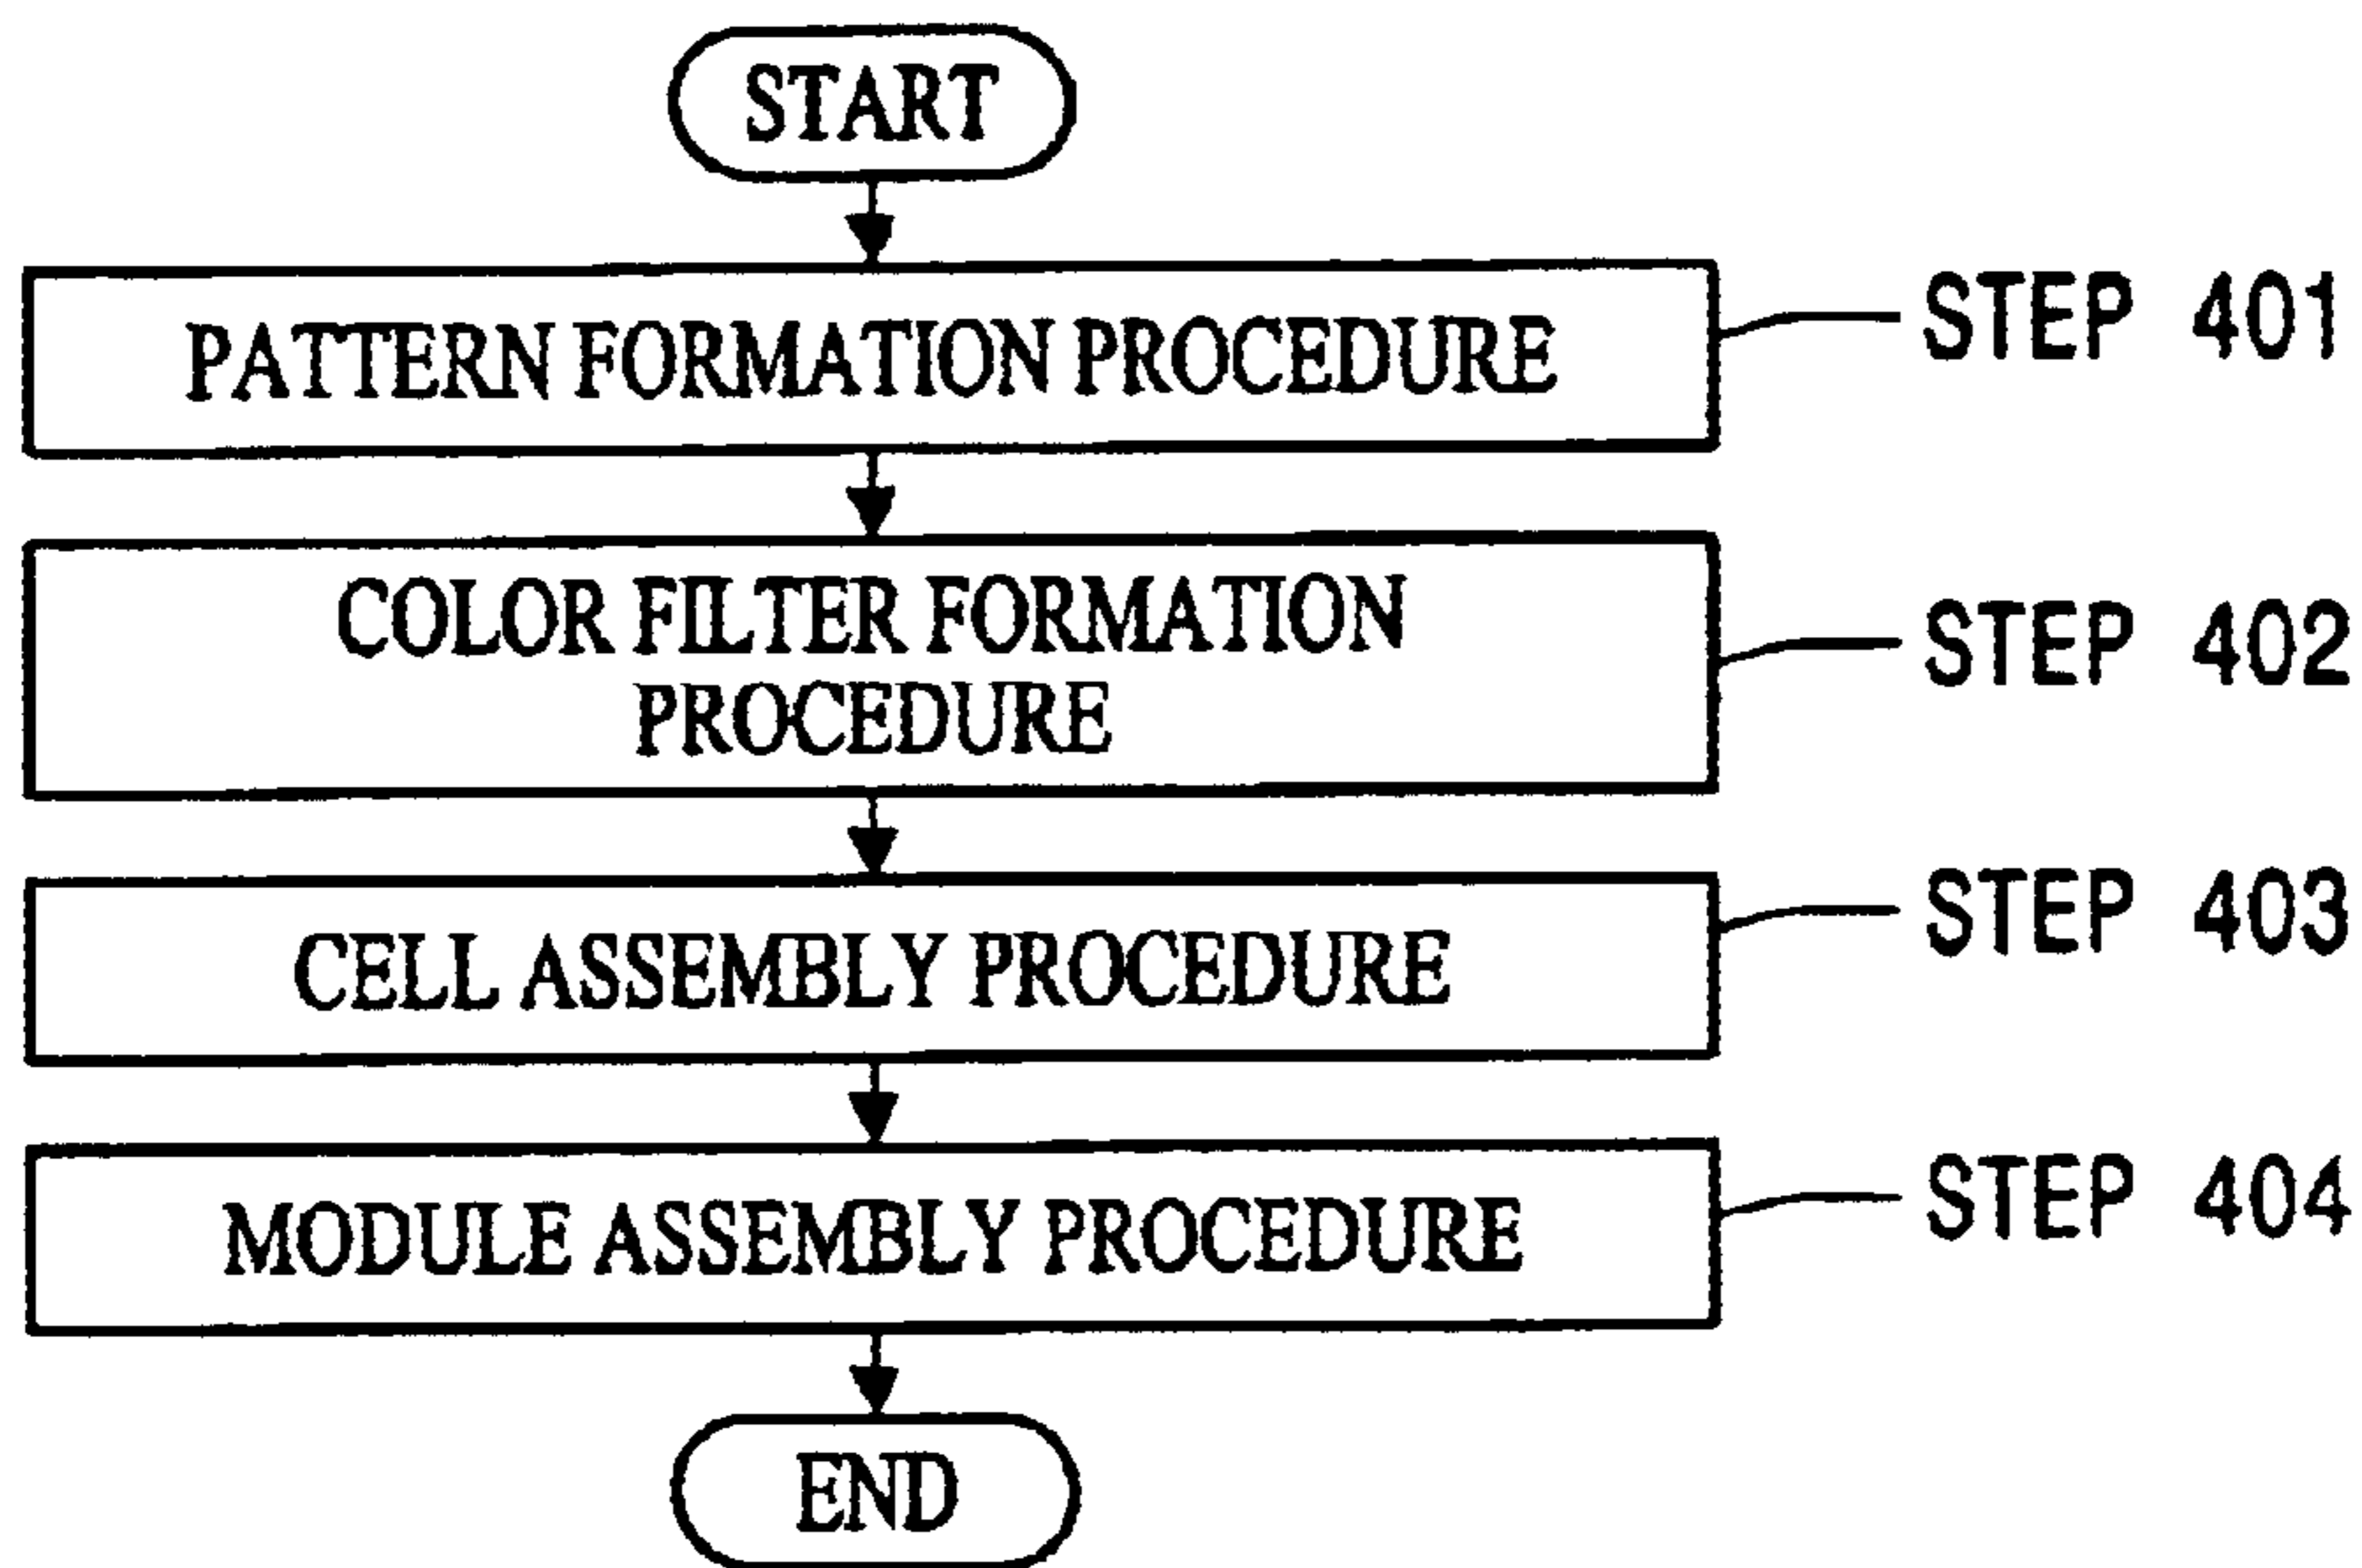 START
PATTERN FORMATION PROCEDURE
STEP 401
COLOR FILTER FORMATION
PROCEDURE
STEP 402
CELL ASSEMBLY PROCEDURE
STEP 403
MODULE ASSEMBLY PROCEDURE
STEP 404
END